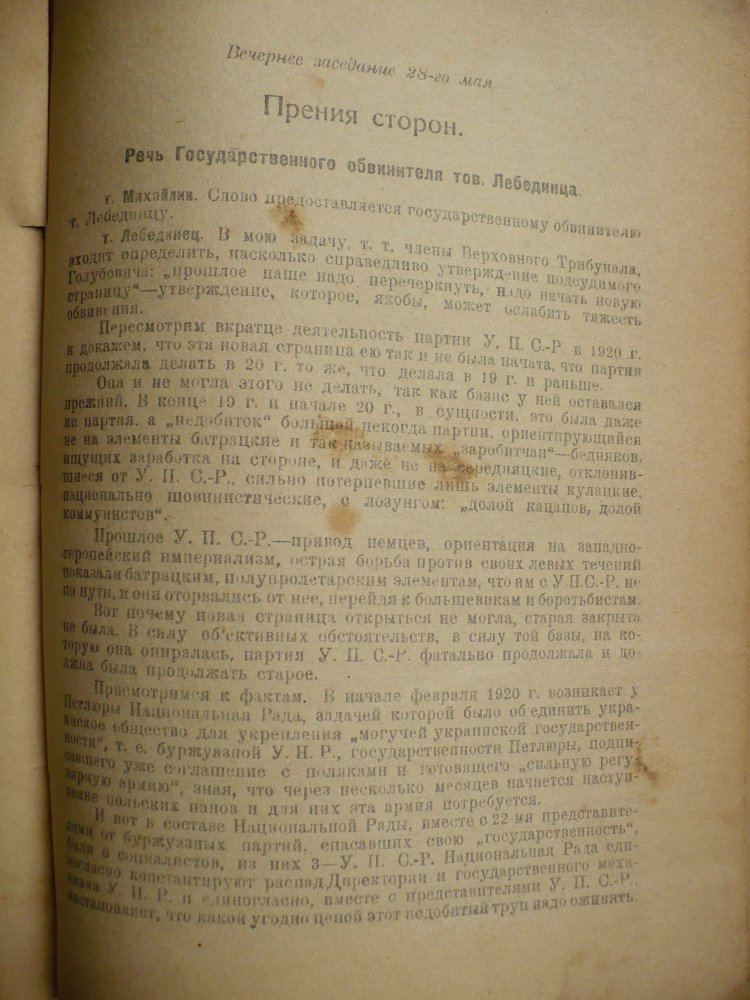 Вечернее заседание 28-го мая.
Прения сторон.
Речь Государственного обвинителя тов. Лебединца
т. Михайлин. Слово предоставляется государственному обвинителю
т. Лебединцу.
т. Лебединец. В мою задачу, т. т. члены Верховного Трибунала,
входят определить, насколько справедливо утверждение подсудимого
Голубовича: „прошлое наше надо перечеркнуть, надо начать новую
страницу“—утверждение, которое, якобы, может ослабить тяжесть
обвинения.
Пересмотрим вкратце деятельность партии У. П. С.-Р. в 1920 г.
и докажем, что эта новая страница ею так и не была начата, что партия
продолжала делать в 20 г. то же, что делала в 19 г. и раньше.
Она и не могла этого не делать, так как базис у ней оставался
прежний. В конце 19 г. и начале 20 г., в сущности, это была даже
не партия, а „недобиток“ большой некогда партии, ориентирующийся
не на элементы батрацкие и так называемых „заробитчан“—бедняков,
ищущих заработка на стороне, и даже не на середняцкие, отклонив-
шиеся от У. П. С.-Р., сильно потерпевшие лишь элементы кулацкие,
национально шовинистические, с лозунгом: „долой кацапов, долой
коммунистов“.
Прошлое У. П. С.-Р.—привод немцев, ориентация на западно-
европейский империализм, острая борьба против своих левых течений
показали батрацким, полупролетарским элементам, что им с У.П.С.-Р. не
по пути, и они оторвались от нее, перейдя к большевикам и боротьбистам.
Вот почему новая страница открыться не могла, старая закрыта
не была. В силу об'ективных обстоятельств, в силу той базы, на ко-
торую она опиралась, партия У. П. С.-Р. фатально продолжала и до-
лжна была продолжать старое.
Присмотримся к фактам. В начале февраля 1920 г. возникает у
Петлюры Национальная Рада, задачей которой было об'единить укра-
инское общество для укрепления „могучей украинской государствен-
ности“, т. е. буржуазной У. Н. Р., государственности Петлюры, подпи-
савшего уже соглашение с поляками и готовящего „сильную регу-
лярную армию“, зная, что через несколько месяцев начнется наступ-
ление польских панов и для них эта армия потребуется.
И вот в составе Национальной Рады, вместе с 22-мя представите-
лями от буржуазных партий, спасавших свою „государственность“,
были 6 социалистов, из них 3—У. П. С.-Р. Национальная Рада еди-
могласно константируют распад Директории и государственного меха-
низма У. Н. Р. и единогласно, вместе с представителями У. П. С.-Р.,
постановляет, что какой угодно ценой этот недобитый труп надо оживить.